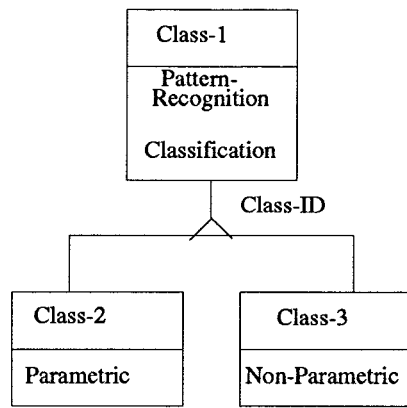 Class-1
Pattern-
Recognition
Classification
Class-ID
Class-2
Parametric
Class-3
Non-Parametric